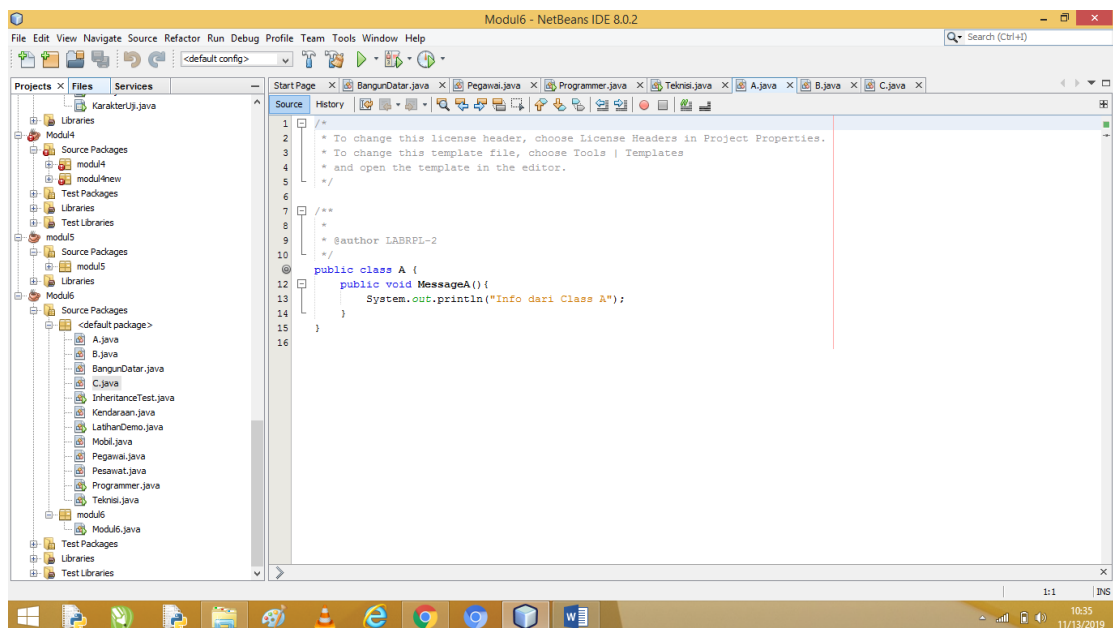 Modul6 - NetBeans IDE 8.0.2
File Edit View Navigate Source Refactor Run Debug Profile Team Tools Window Help
Search (Ctrl+I)
<default config>
Projects Files Services
Start Page BangunDatar.java Pegawai.java Programmer.java Teknisi.java A.java B.java C.java
Source History
KarakterUji.java
Libraries
Modul4
Source Packages
modul4
modul4new
Test Packages
Libraries
Test Libraries
modul5
Source Packages
modul5
Libraries
Modul6
Source Packages
<default package>
A.java
B.java
BangunDatar.java
C.java
InheritanceTest.java
Kendaraan.java
LatihanDemo.java
Mobil.java
Pegawai.java
Pesawat.java
Programmer.java
Teknisi.java
modul6
Modul6.java
Test Packages
Libraries
Test Libraries
1 /*
2 * To change this license header, choose License Headers in Project Properties.
3 * To change this template file, choose Tools | Templates
4 * and open the template in the editor.
5 */
6
7 /**
8 *
9 * @author LABRPL-2
10 */
public class A {
12 public void MessageA(){
13 System.out.println("Info dari Class A");
14 }
15 }
16
1:1 INS
10:35
11/13/2019